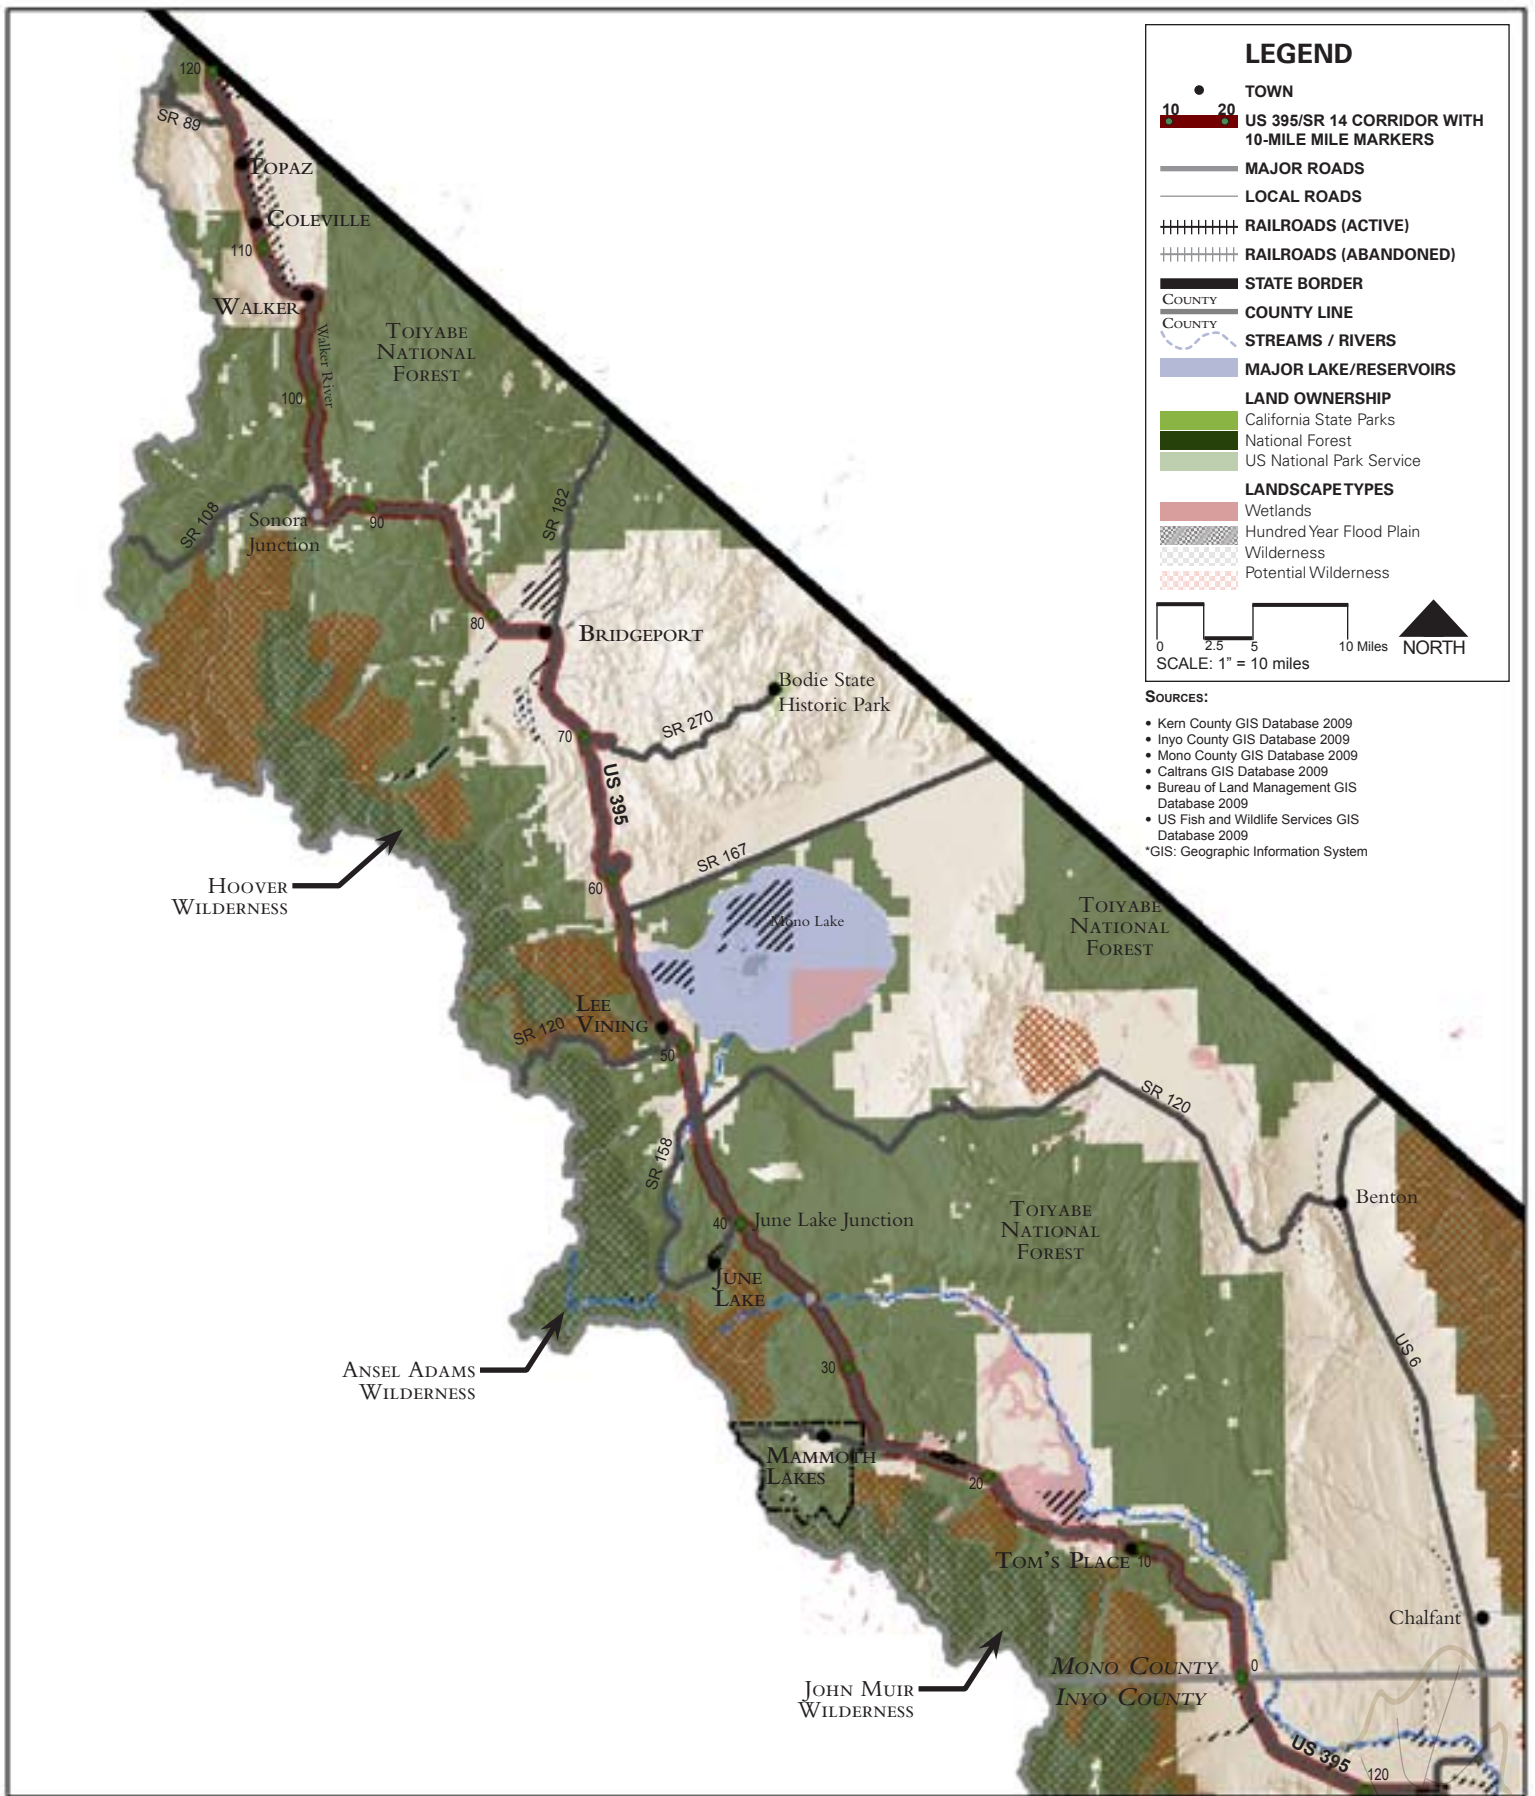 LEGEND
TOWN
10 20
US 395/SR 14 CORRIDOR WITH
10-MILE MILE MARKERS
MAJOR ROADS
LOCAL ROADS
RAILROADS (ACTIVE)
RAILROADS (ABANDONED)
STATE BORDER
COUNTY
COUNTY LINE
COUNTY
STREAMS / RIVERS
MAJOR LAKE/RESERVOIRS
LAND OWNERSHIP
California State Parks
National Forest
US National Park Service
LANDSCAPE TYPES
Wetlands
Hundred Year Flood Plain
Wilderness
Potential Wilderness
0 2.5 5 10 Miles
NORTH
SCALE: 1" = 10 miles
SOURCES:
• Kern County GIS Database 2009
• Inyo County GIS Database 2009
• Mono County GIS Database 2009
• Caltrans GIS Database 2009
• Bureau of Land Management GIS
Database 2009
• US Fish and Wildlife Services GIS
Database 2009
*GIS: Geographic Information System
120
SR 89
TOPAZ
COLEVILLE
110
WALKER
Walker River
TOIYABE
NATIONAL
FOREST
100
SR 108
Sonora
Junction
90
SR 182
80
BRIDGEPORT
Bodie State
Historic Park
SR 270
70
US 395
SR 167
60
HOOVER
WILDERNESS
Mono Lake
TOIYABE
NATIONAL
FOREST
LEE
VINING
SR 120
50
SR 120
SR 158
Benton
40
June Lake Junction
TOIYABE
NATIONAL
FOREST
JUNE
LAKE
ANSEL ADAMS
WILDERNESS
30
US 6
MAMMOTH
LAKES
20
TOM'S PLACE
10
Chalfant
JOHN MUIR
WILDERNESS
MONO COUNTY
0
INYO COUNTY
US 395
120